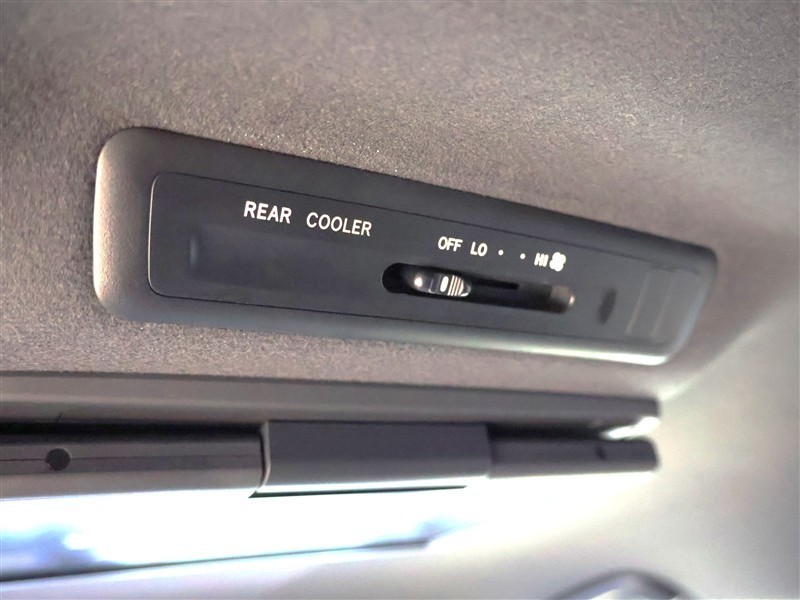 REAR COOLER
OFF LO · · HI